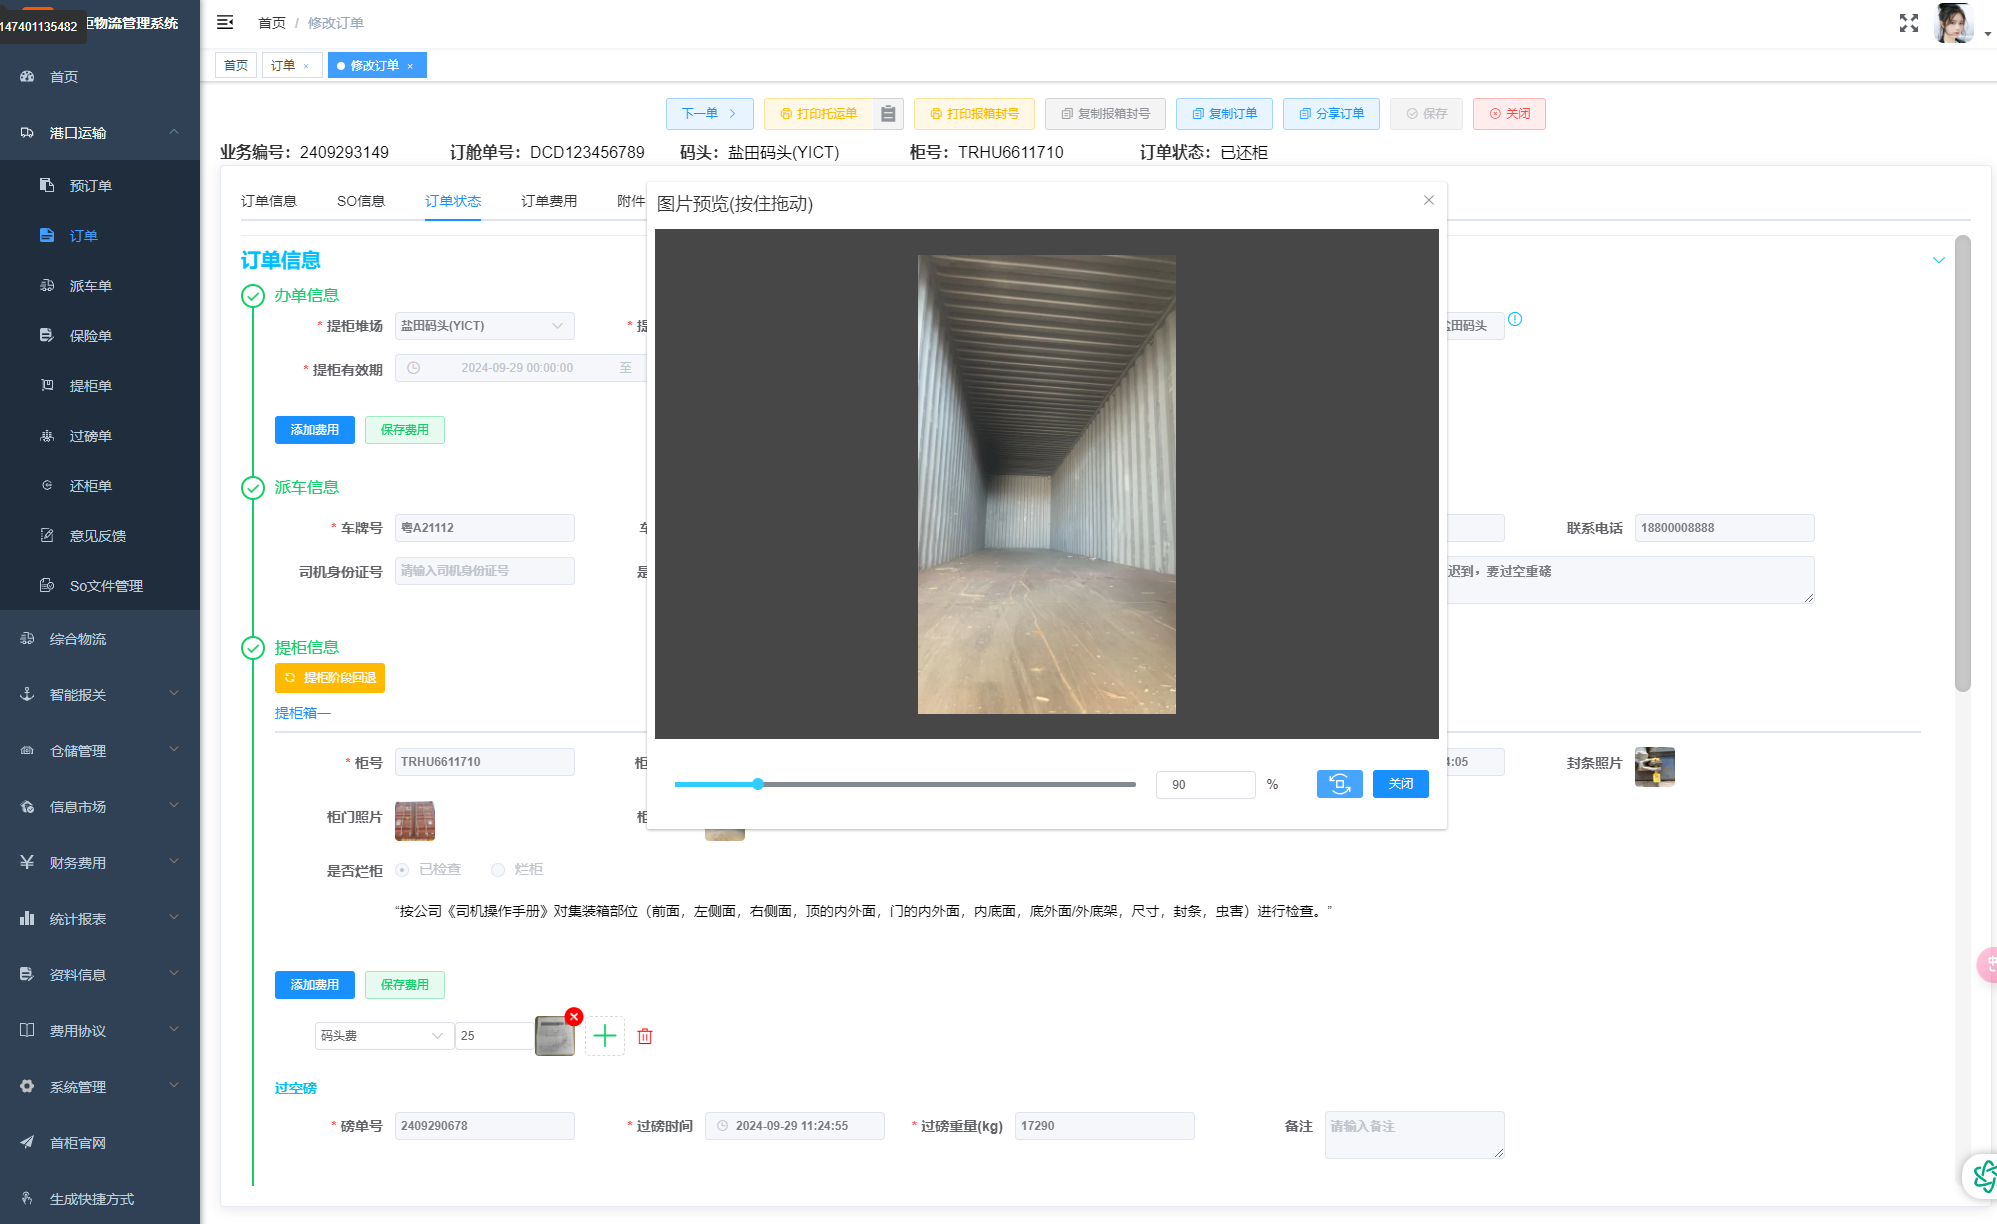 147401135482
柜物流管理系统
首页 / 修改订单
首页
订单 ×
修改订单 ×
首页
港口运输
预订单
订单
派车单
保险单
提柜单
过磅单
还柜单
意见反馈
So文件管理
综合物流
智能报关
仓储管理
信息市场
财务费用
统计报表
资料信息
费用协议
系统管理
首柜官网
生成快捷方式
下一单
打印托运单
打印报箱封号
复制报箱封号
复制订单
分享订单
保存
关闭
业务编号：2409293149 订舱单号：DCD123456789 码头：盐田码头(YICT) 柜号：TRHU6611710 订单状态：已还柜
订单信息 SO信息 订单状态 订单费用 附件
图片预览(按住拖动)
订单信息
办单信息
* 提柜堆场 盐田码头(YICT) * 提 盐田码头
* 提柜有效期 2024-09-29 00:00:00 至
添加费用 保存费用
派车信息
* 车牌号 粤A21112 联系电话 18800008888
司机身份证号 请输入司机身份证号 是 迟到，要过空重磅
提柜信息
提柜阶段回退
提柜箱一
* 柜号 TRHU6611710 柜 4:05 封条照片
90 % 关闭
柜门照片 柜
是否烂柜 已检查 烂柜
“按公司《司机操作手册》对集装箱部位（前面，左侧面，右侧面，顶的内外面，门的内外面，内底面，底外面/外底架，尺寸，封条，虫害）进行检查。”
添加费用 保存费用
码头费 25
过空磅
* 磅单号 2409290678 * 过磅时间 2024-09-29 11:24:55 * 过磅重量(kg) 17290 备注 请输入备注